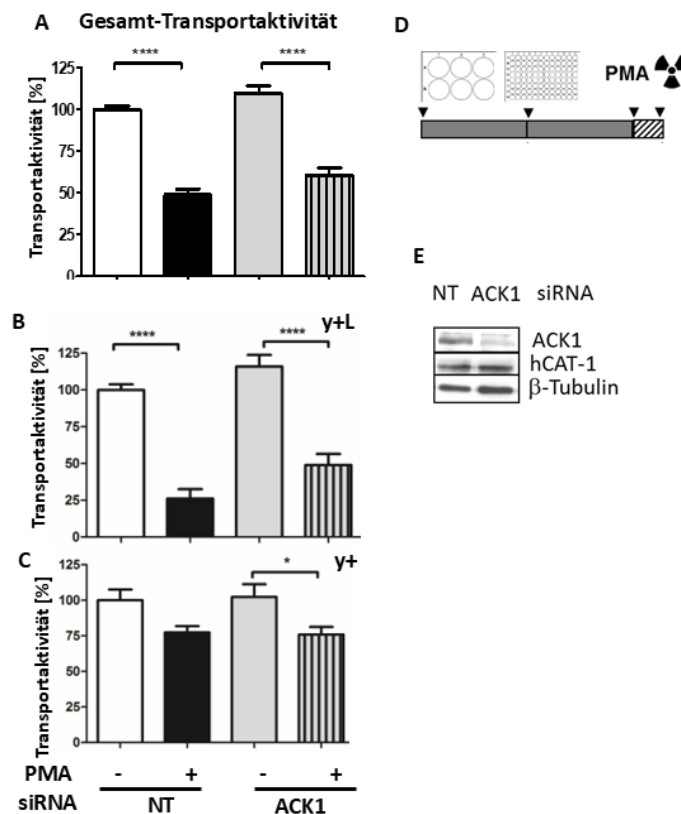 A
Gesamt-Transportaktivität
Transportaktivität [%]
125
100
75
50
25
0
****
****
B
y+L
Transportaktivität [%]
125
100
75
50
25
0
****
****
C
y+
Transportaktivität [%]
125
100
75
50
25
0
*
PMA - + - +
siRNA NT ACK1
D
PMA
E
NT ACK1 siRNA
ACK1
hCAT-1
β-Tubulin